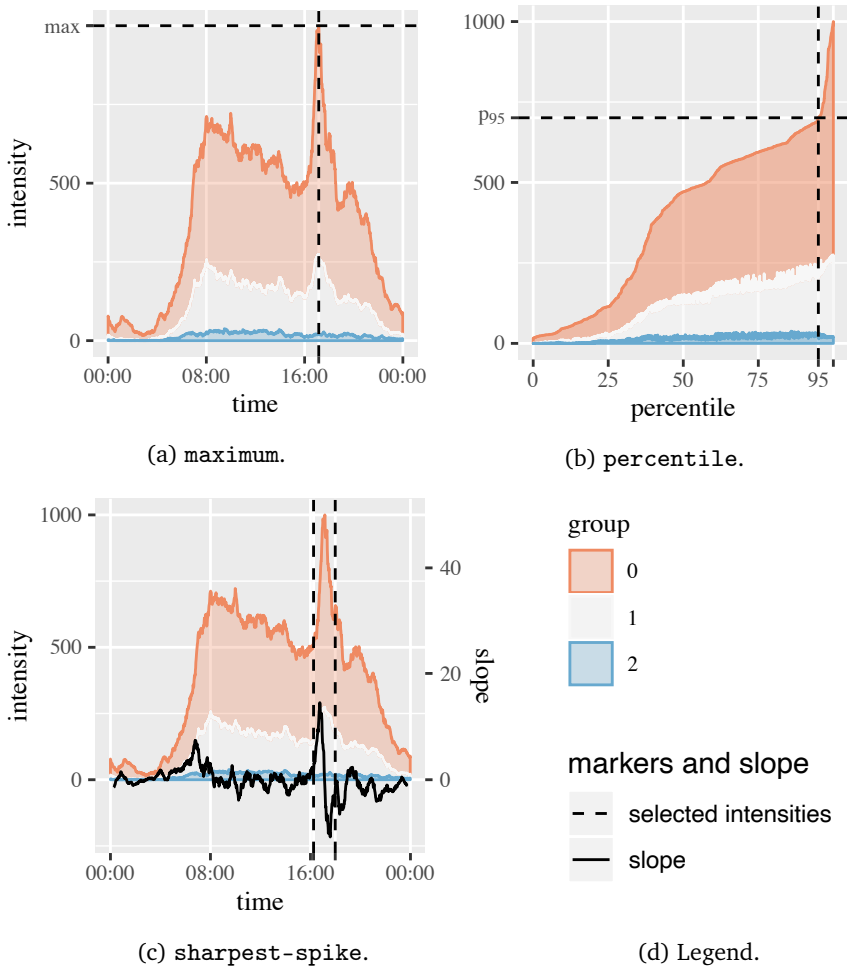 max
500
0
intensity
00:00 08:00 16:00 00:00
time
(a) maximum.
1000
P95
500
0
0 25 50 75 95
percentile
(b) percentile.
1000
500
0
intensity
40
20
0
slope
00:00 08:00 16:00 00:00
time
(c) sharpest-spike.
group
0
1
2
markers and slope
selected intensities
slope
(d) Legend.